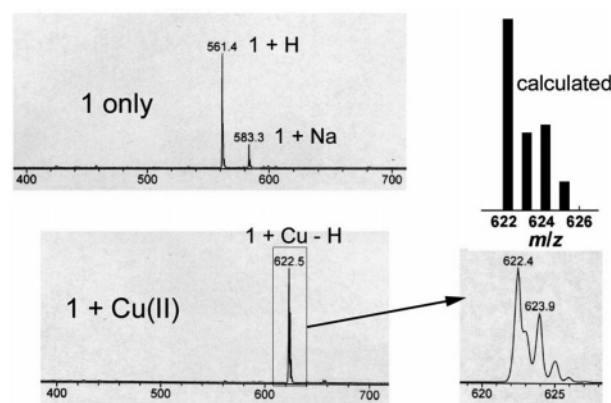 561.4
1 + H
1 only
583.3
1 + Na
400 500 600 700
calculated
622 624 626
m/z
1 + Cu - H
622.5
1 + Cu(II)
400 500 600 700
622.4
623.9
620 625